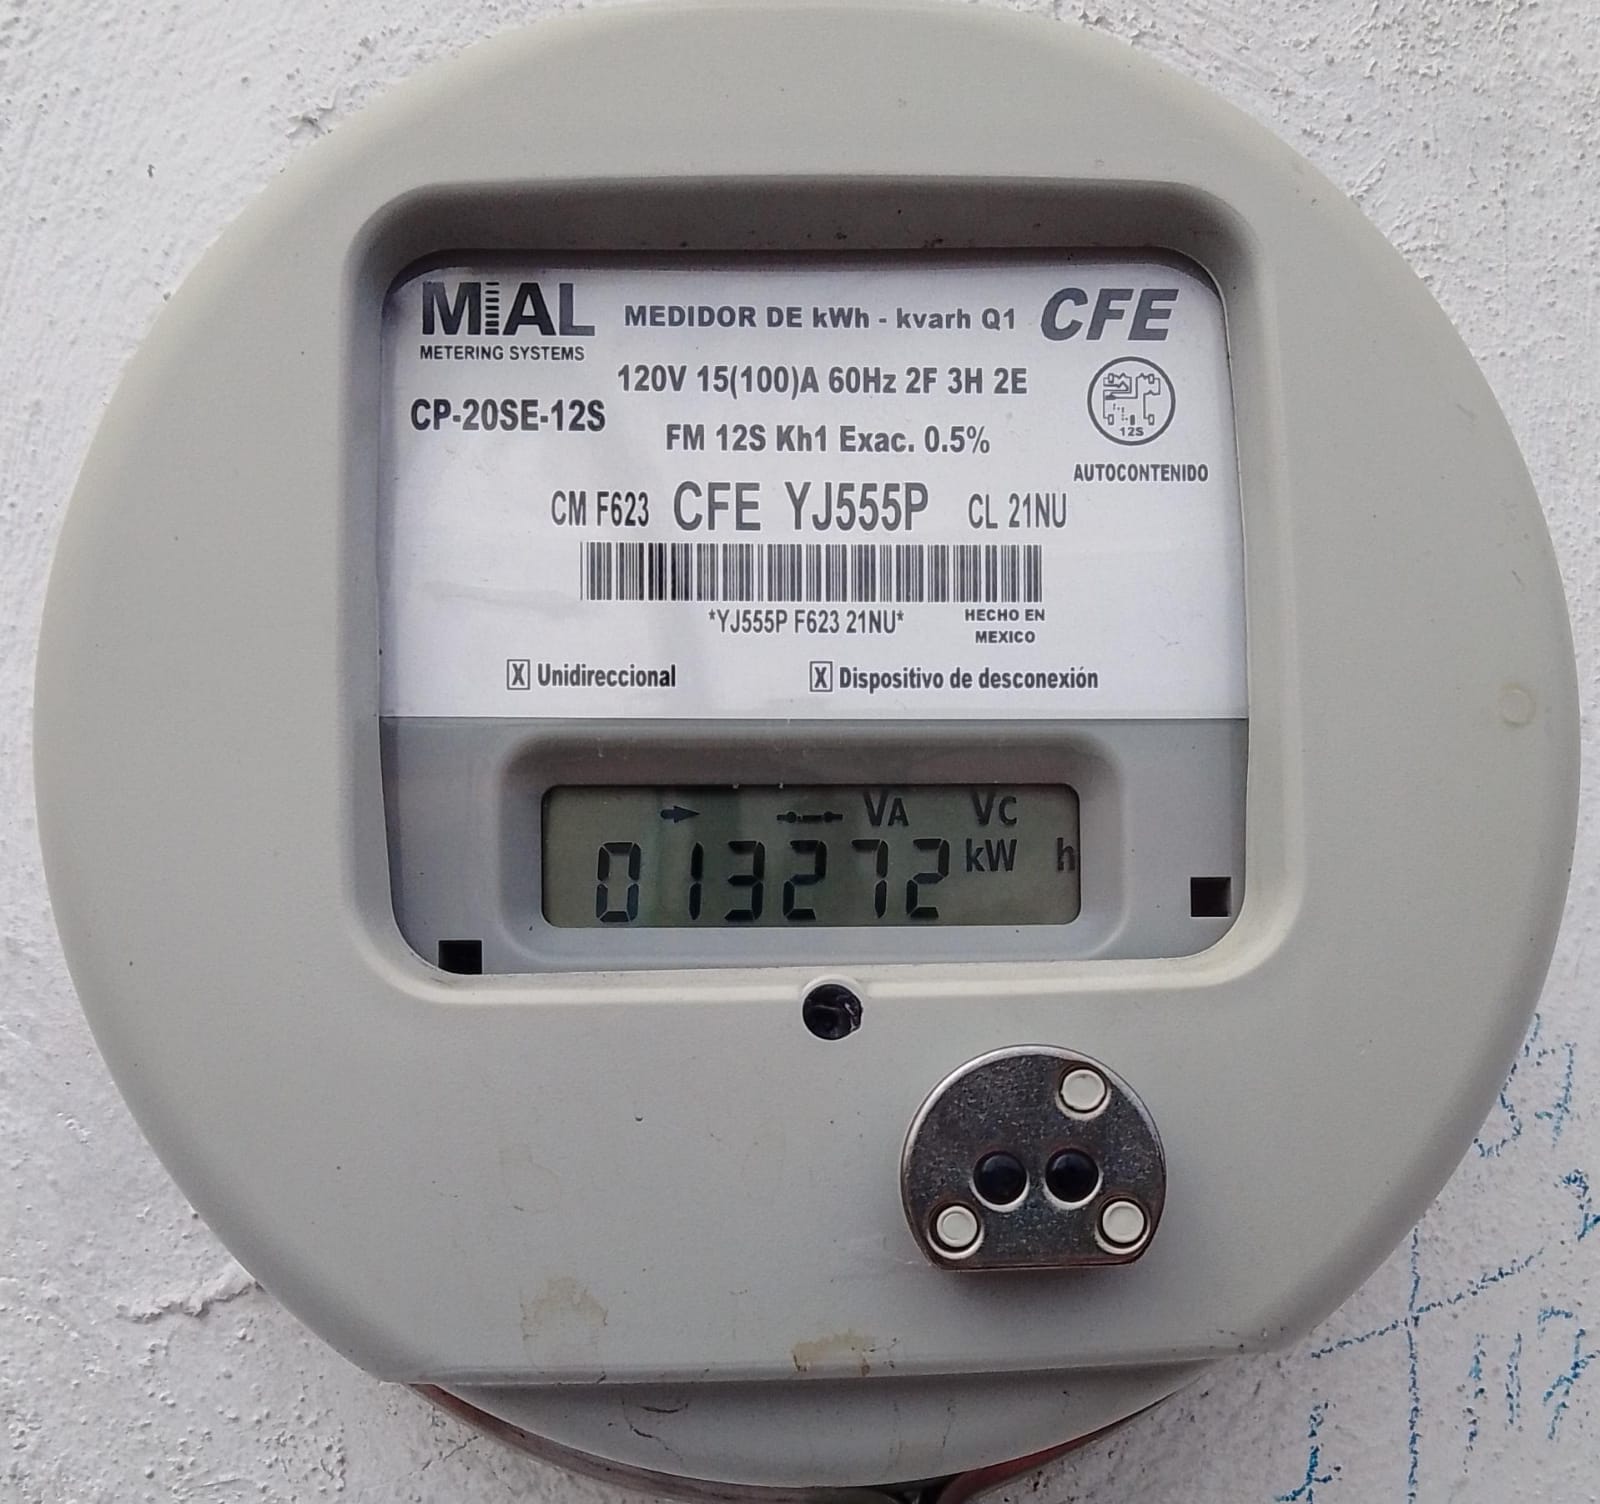 MIAL
METERING SYSTEMS
MEDIDOR DE kWh - kvarh Q1
CFE
120V 15(100)A 60Hz 2F 3H 2E
CP-20SE-12S
FM 12S Kh1 Exac. 0.5%
12S
AUTOCONTENIDO
CM F623 CFE YJ555P CL 21NU
*YJ555P F623 21NU*
HECHO EN
MEXICO
X Unidireccional
X Dispositivo de desconexión
VA VC
013272 kW h